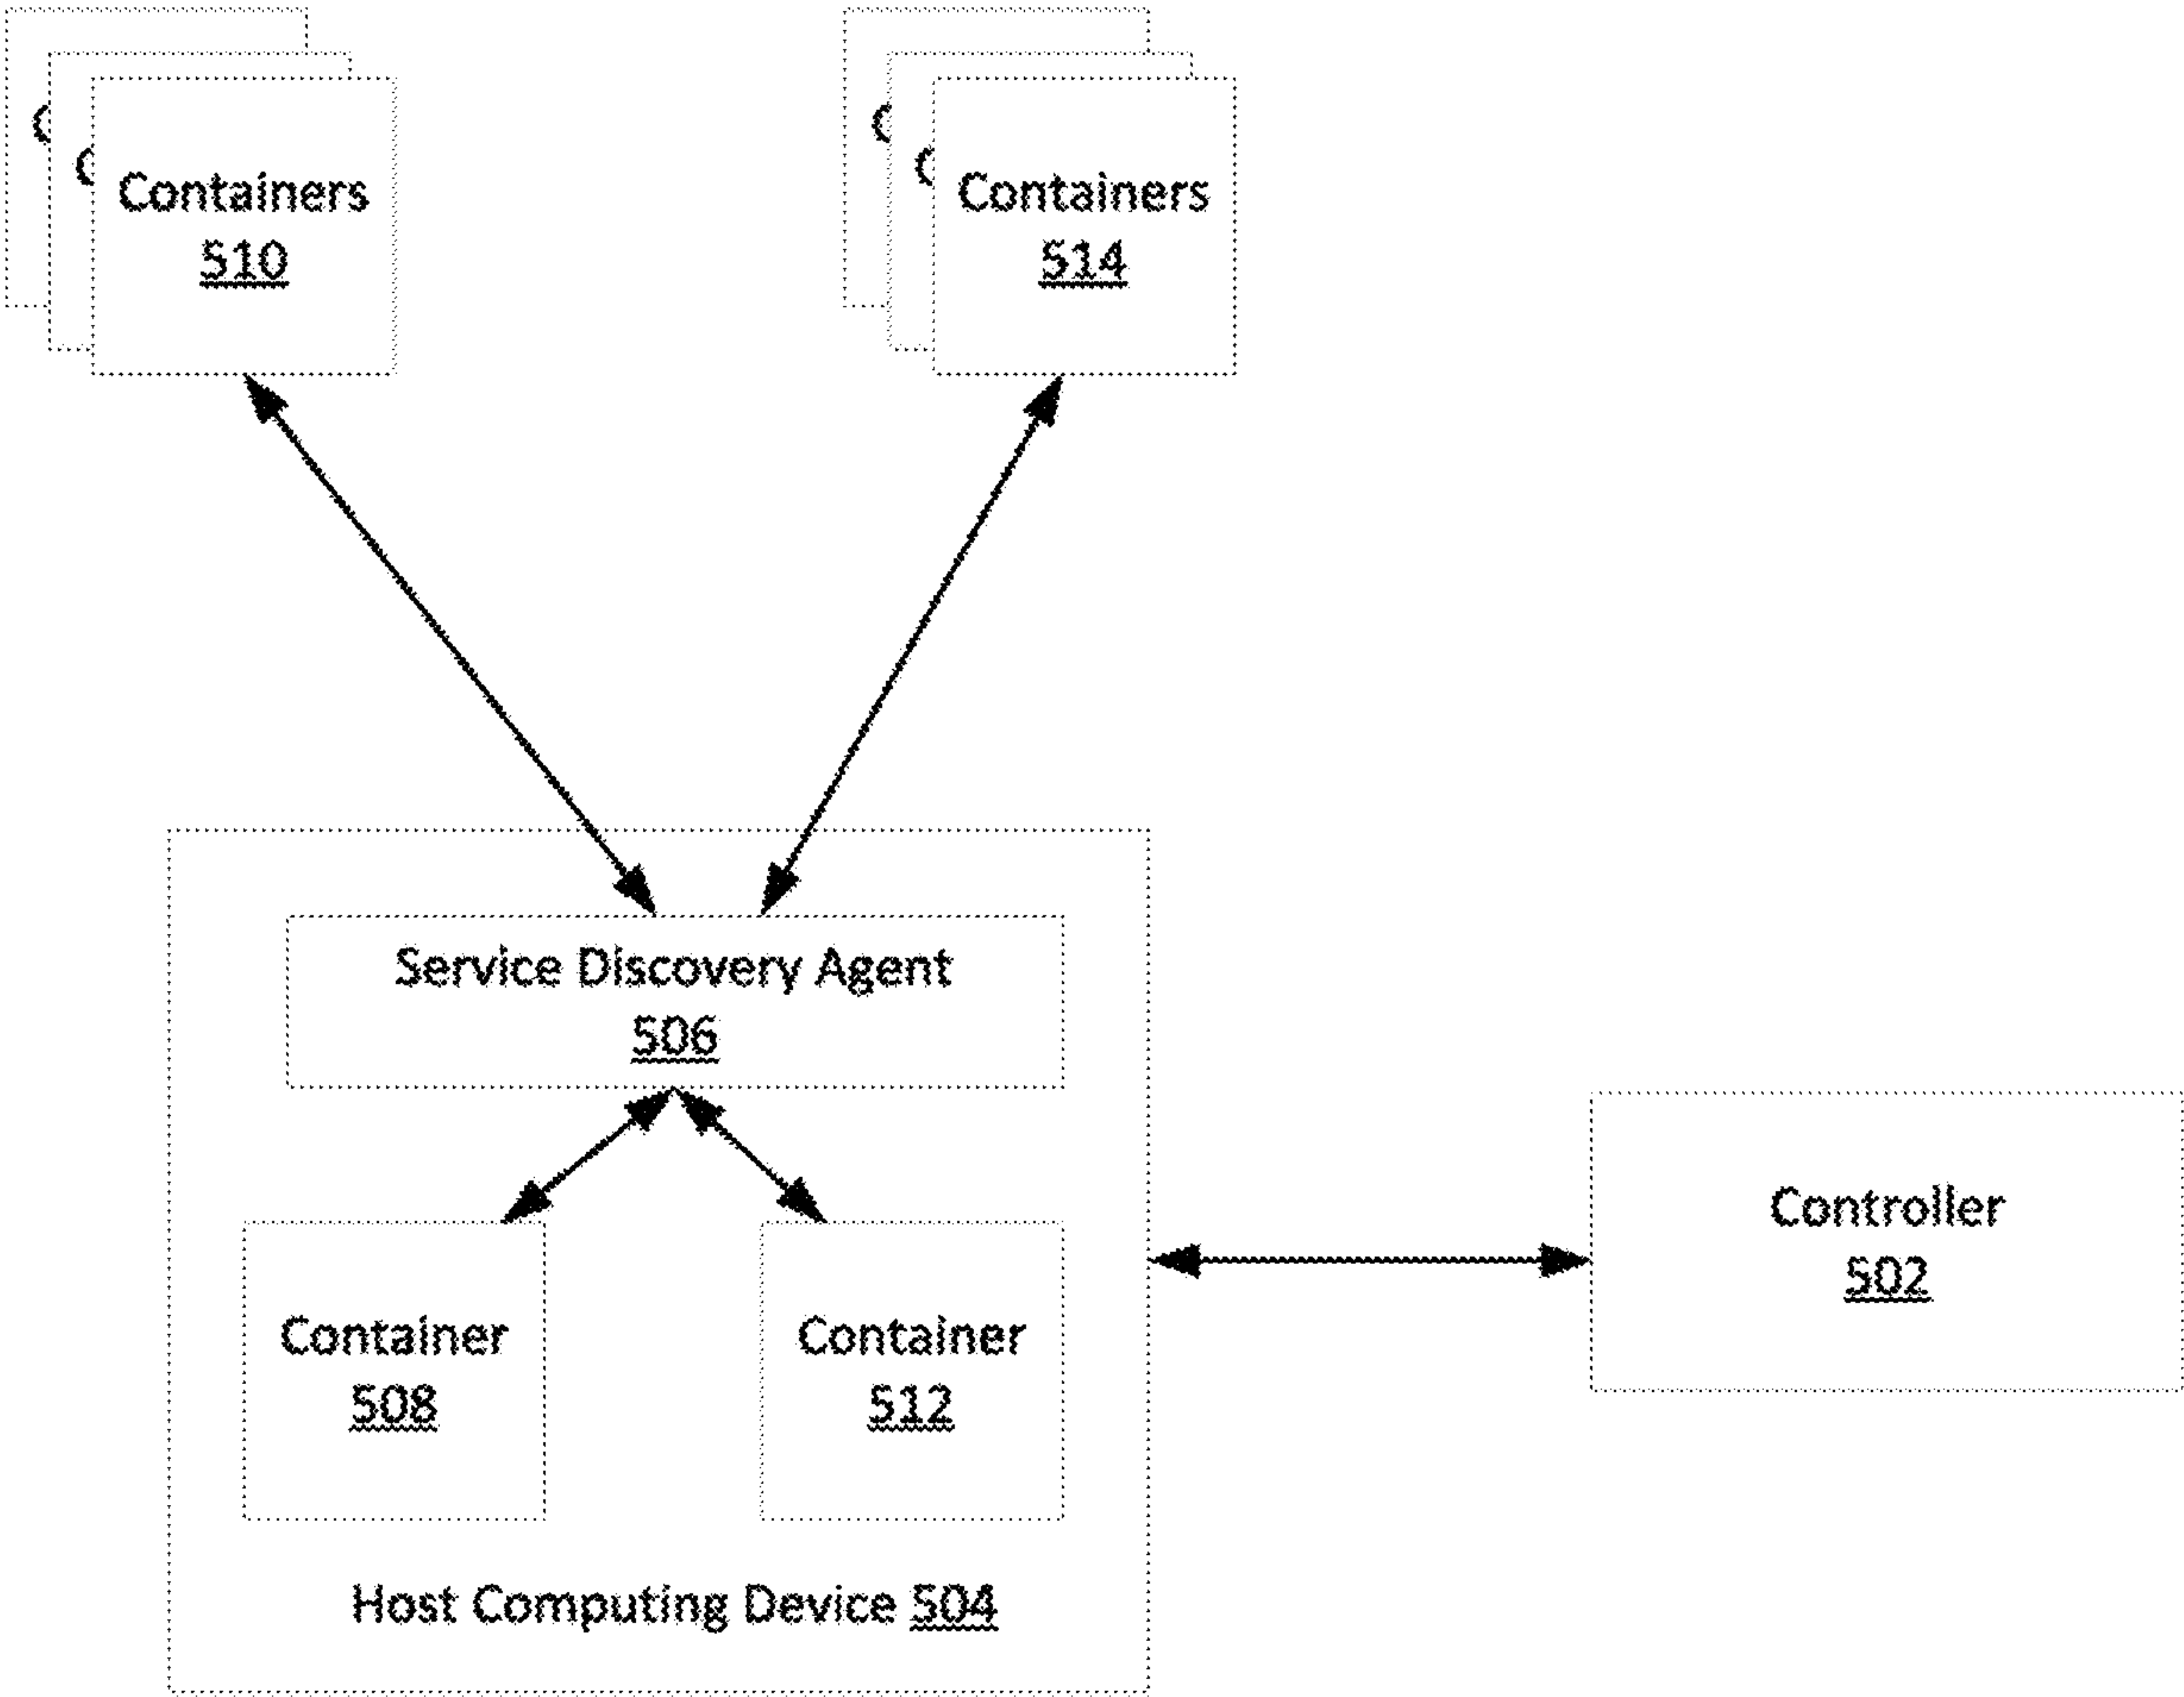 Containers
510
Containers
514
Service Discovery Agent
506
Container
508
Container
512
Host Computing Device 504
Controller
502